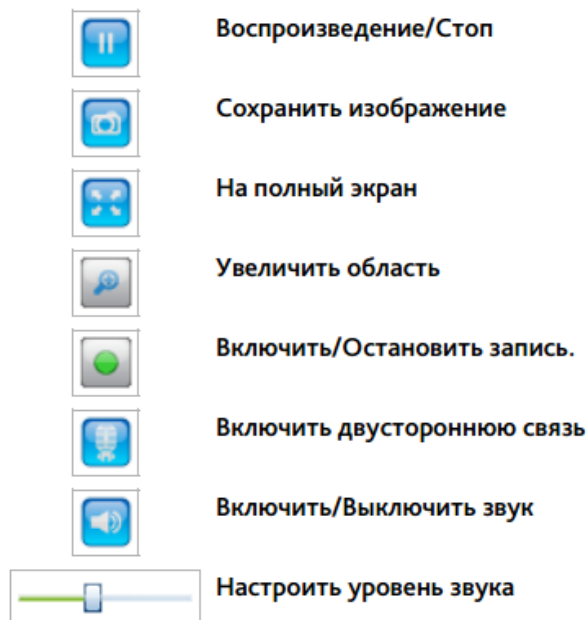 Воспроизведение/Стоп
Сохранить изображение
На полный экран
Увеличить область
Включить/Остановить запись.
Включить двустороннюю связь
Включить/Выключить звук
Настроить уровень звука